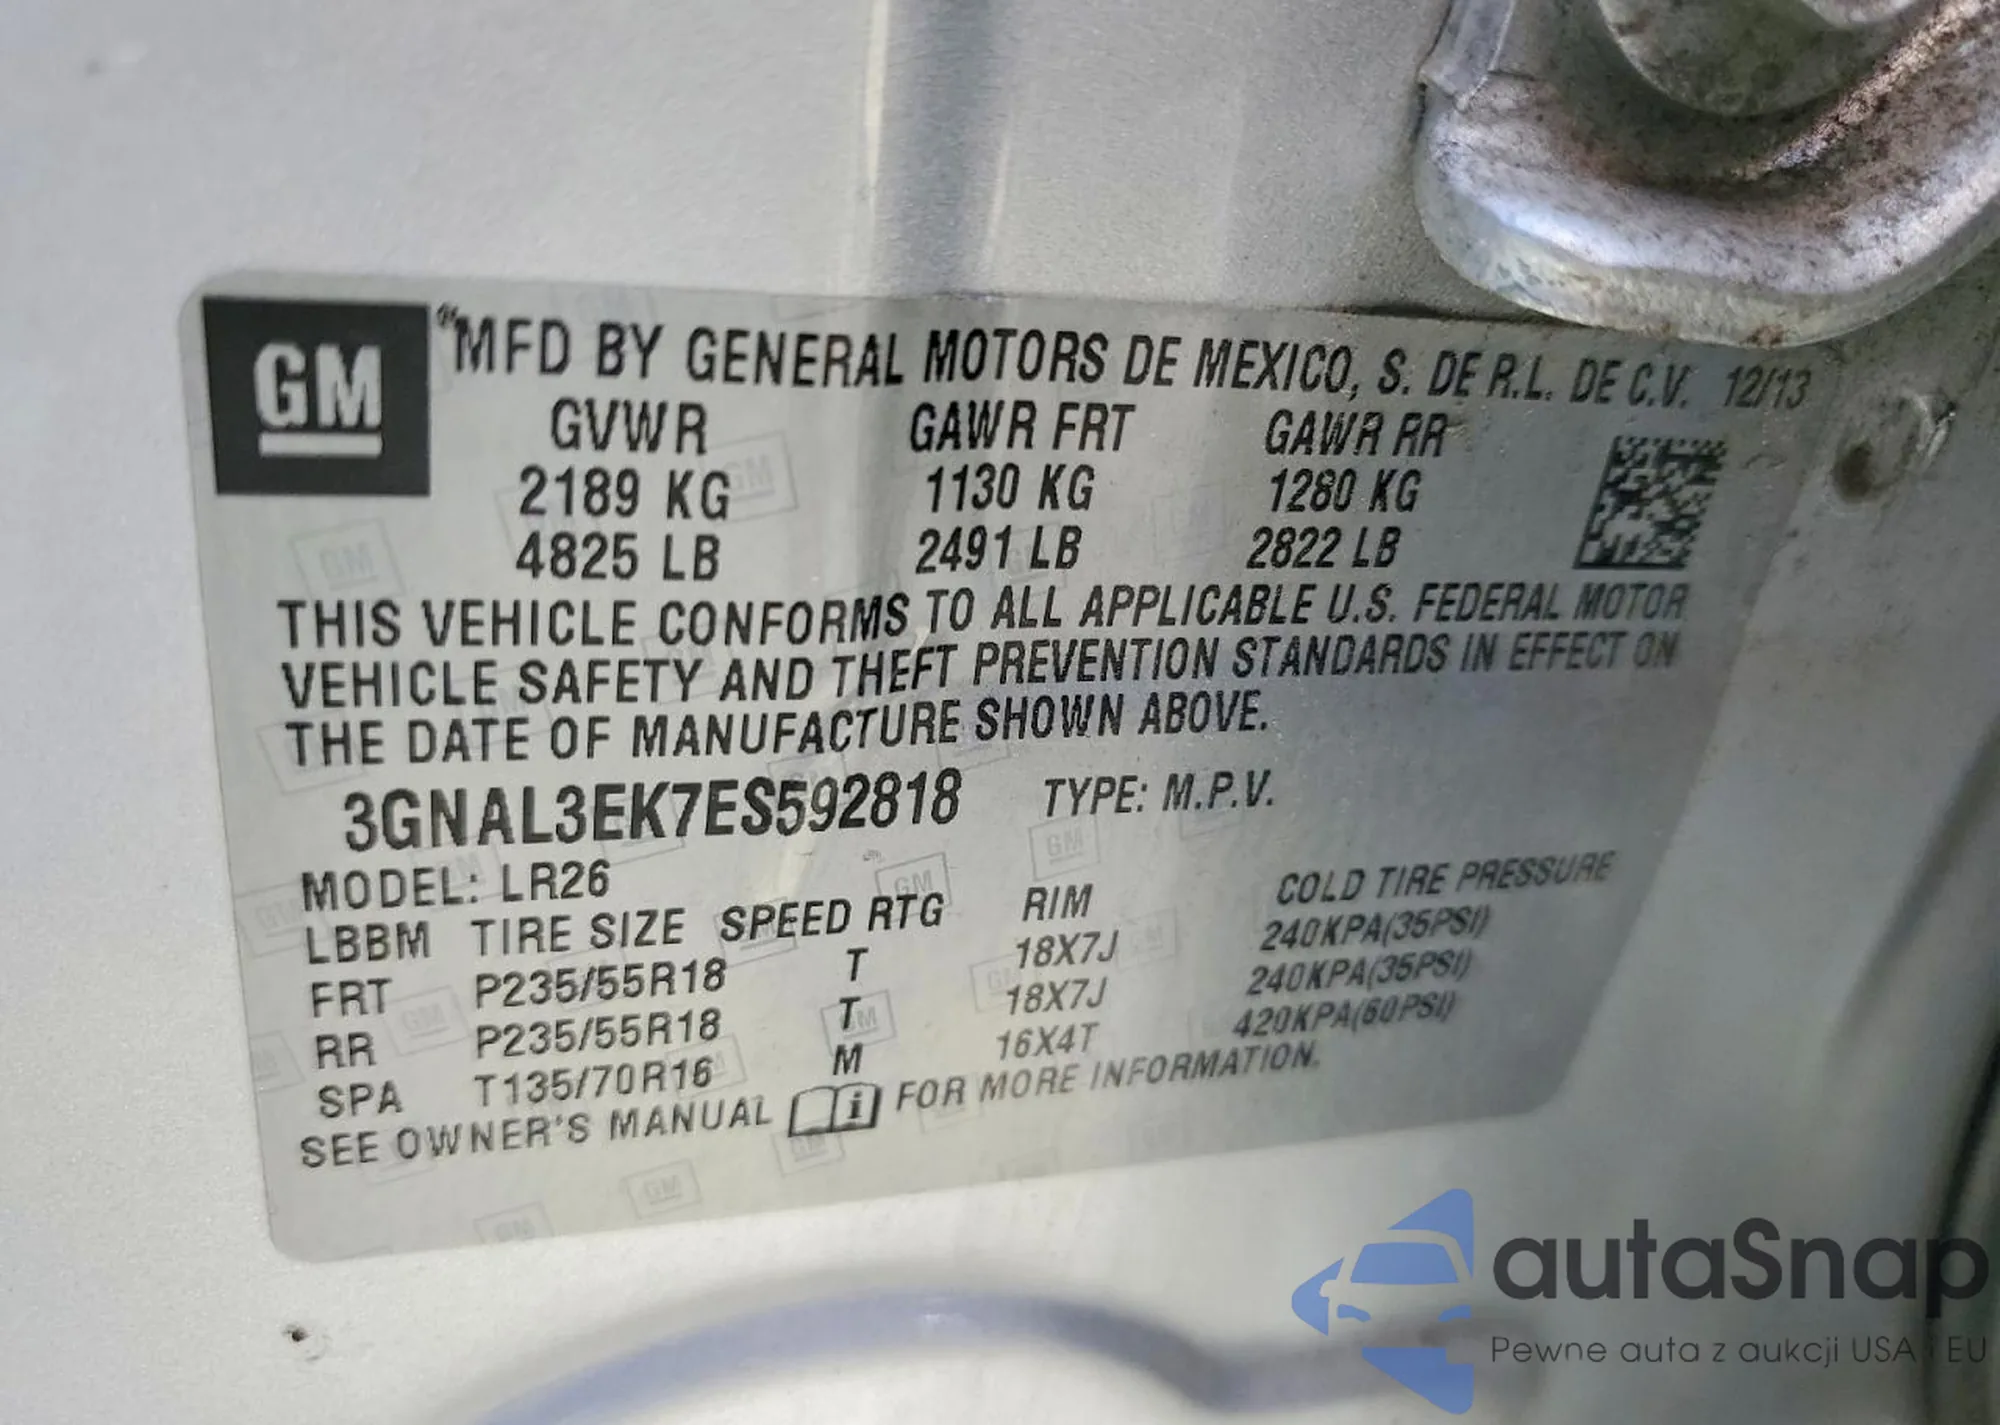 GM
"MFD BY GENERAL MOTORS DE MEXICO, S. DE R.L. DE C.V. 12/13
GVWR GAWR FRT GAWR RR
2189 KG 1130 KG 1280 KG
4825 LB 2491 LB 2822 LB
THIS VEHICLE CONFORMS TO ALL APPLICABLE U.S. FEDERAL MOTOR
VEHICLE SAFETY AND THEFT PREVENTION STANDARDS IN EFFECT ON
THE DATE OF MANUFACTURE SHOWN ABOVE.
3GNAL3EK7ES592818 TYPE: M.P.V.
MODEL: LR26
LBBM TIRE SIZE SPEED RTG RIM COLD TIRE PRESSURE
FRT P235/55R18 T 18X7J 240KPA(35PSI)
RR P235/55R18 T 18X7J 240KPA(35PSI)
SPA T135/70R16 M 16X4T 420KPA(60PSI)
SEE OWNER'S MANUAL i FOR MORE INFORMATION.
autaSnap
Pewne auta z aukcji USA i EU